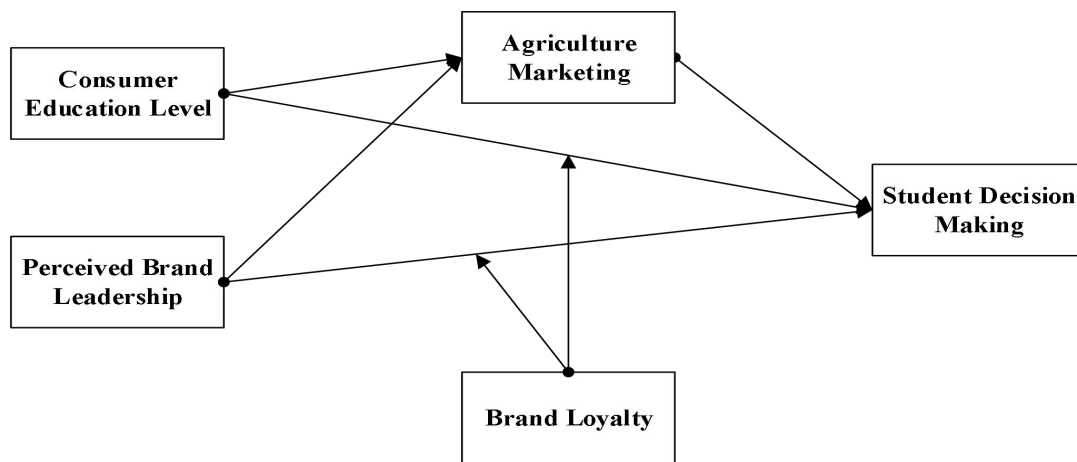 Agriculture
Marketing
Consumer
Education Level
Student Decision
Making
Perceived Brand
Leadership
Brand Loyalty